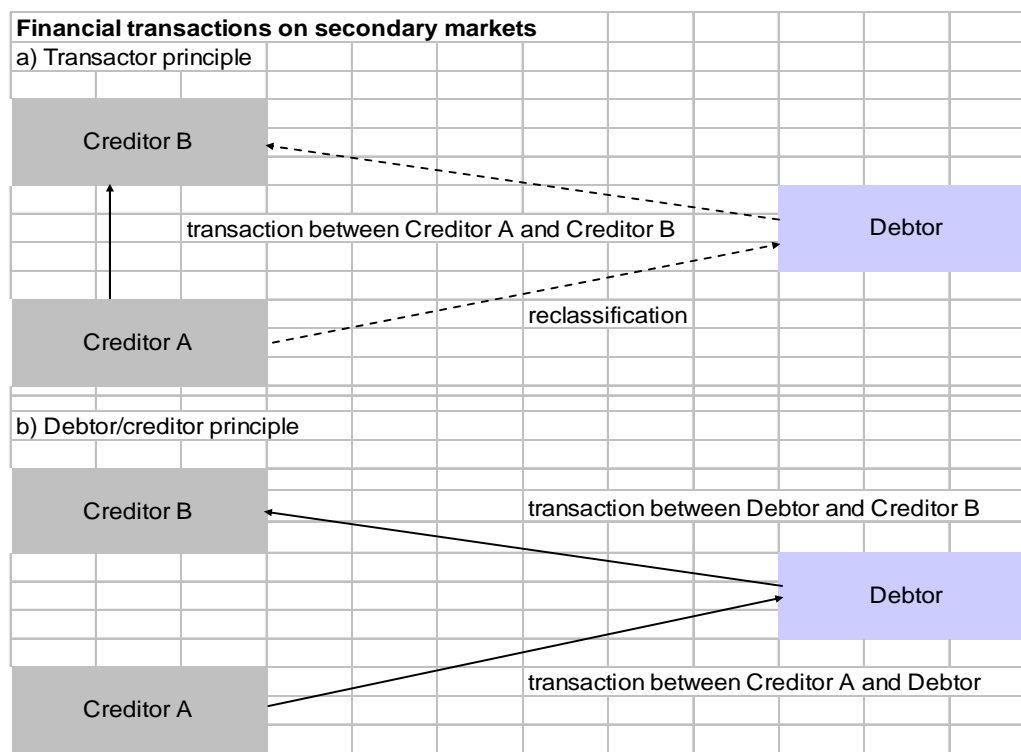 Financial transactions on secondary markets
a) Transactor principle
Creditor B
transaction between Creditor A and Creditor B
Debtor
reclassification
Creditor A
b) Debtor/creditor principle
Creditor B
transaction between Debtor and Creditor B
Debtor
transaction between Creditor A and Debtor
Creditor A